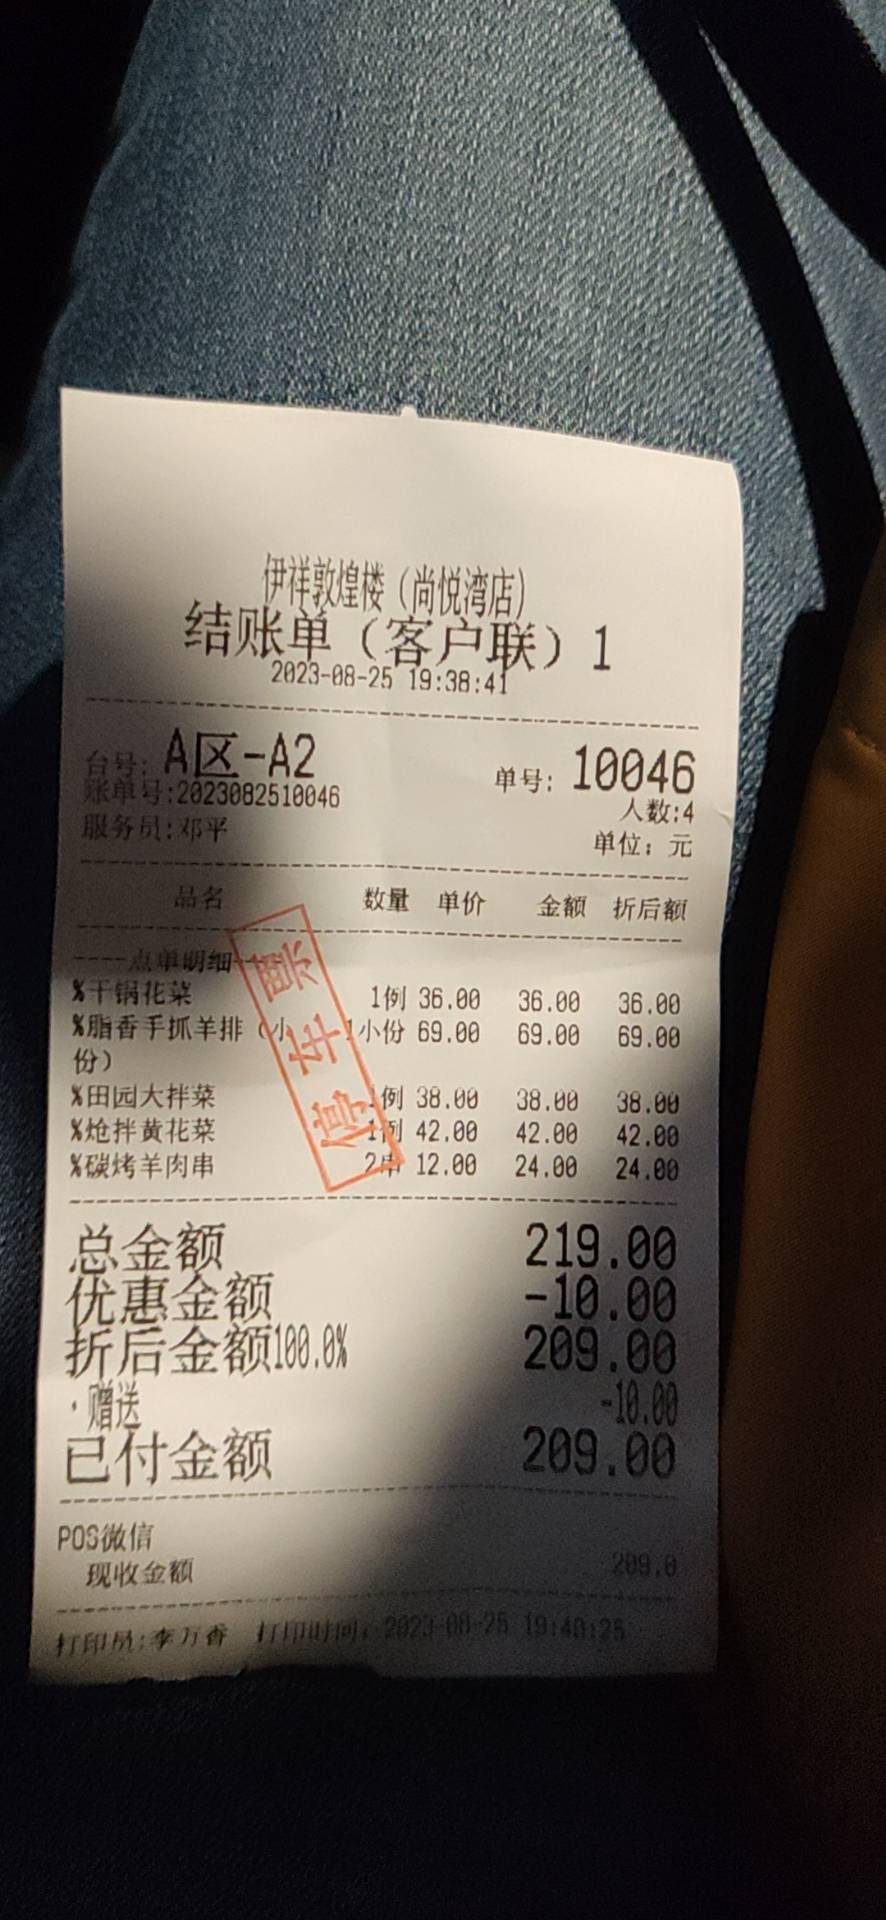 伊祥敦煌楼（尚悦湾店）
结账单（客户联）1
2023-08-25 19:38:41
台号: A区-A2 单号: 10046
账单号:2023082510046 人数:4
服务员:邓平 单位：元
品名 数量 单价 金额 折后额
----点单明细-
%干锅花菜 1例 36.00 36.00 36.00
%脂香手抓羊排（小 1小份 69.00 69.00 69.00
份）
%田园大拌菜 1例 38.00 38.00 38.00
%炝拌黄花菜 1例 42.00 42.00 42.00
%碳烤羊肉串 2串 12.00 24.00 24.00
停车票
总金额 219.00
优惠金额 -10.00
折后金额100.0% 209.00
·赠送 -10.00
已付金额 209.00
POS微信
现收金额 209.0
打印员:李万香 打印时间: 2023-08-25 19:40:25